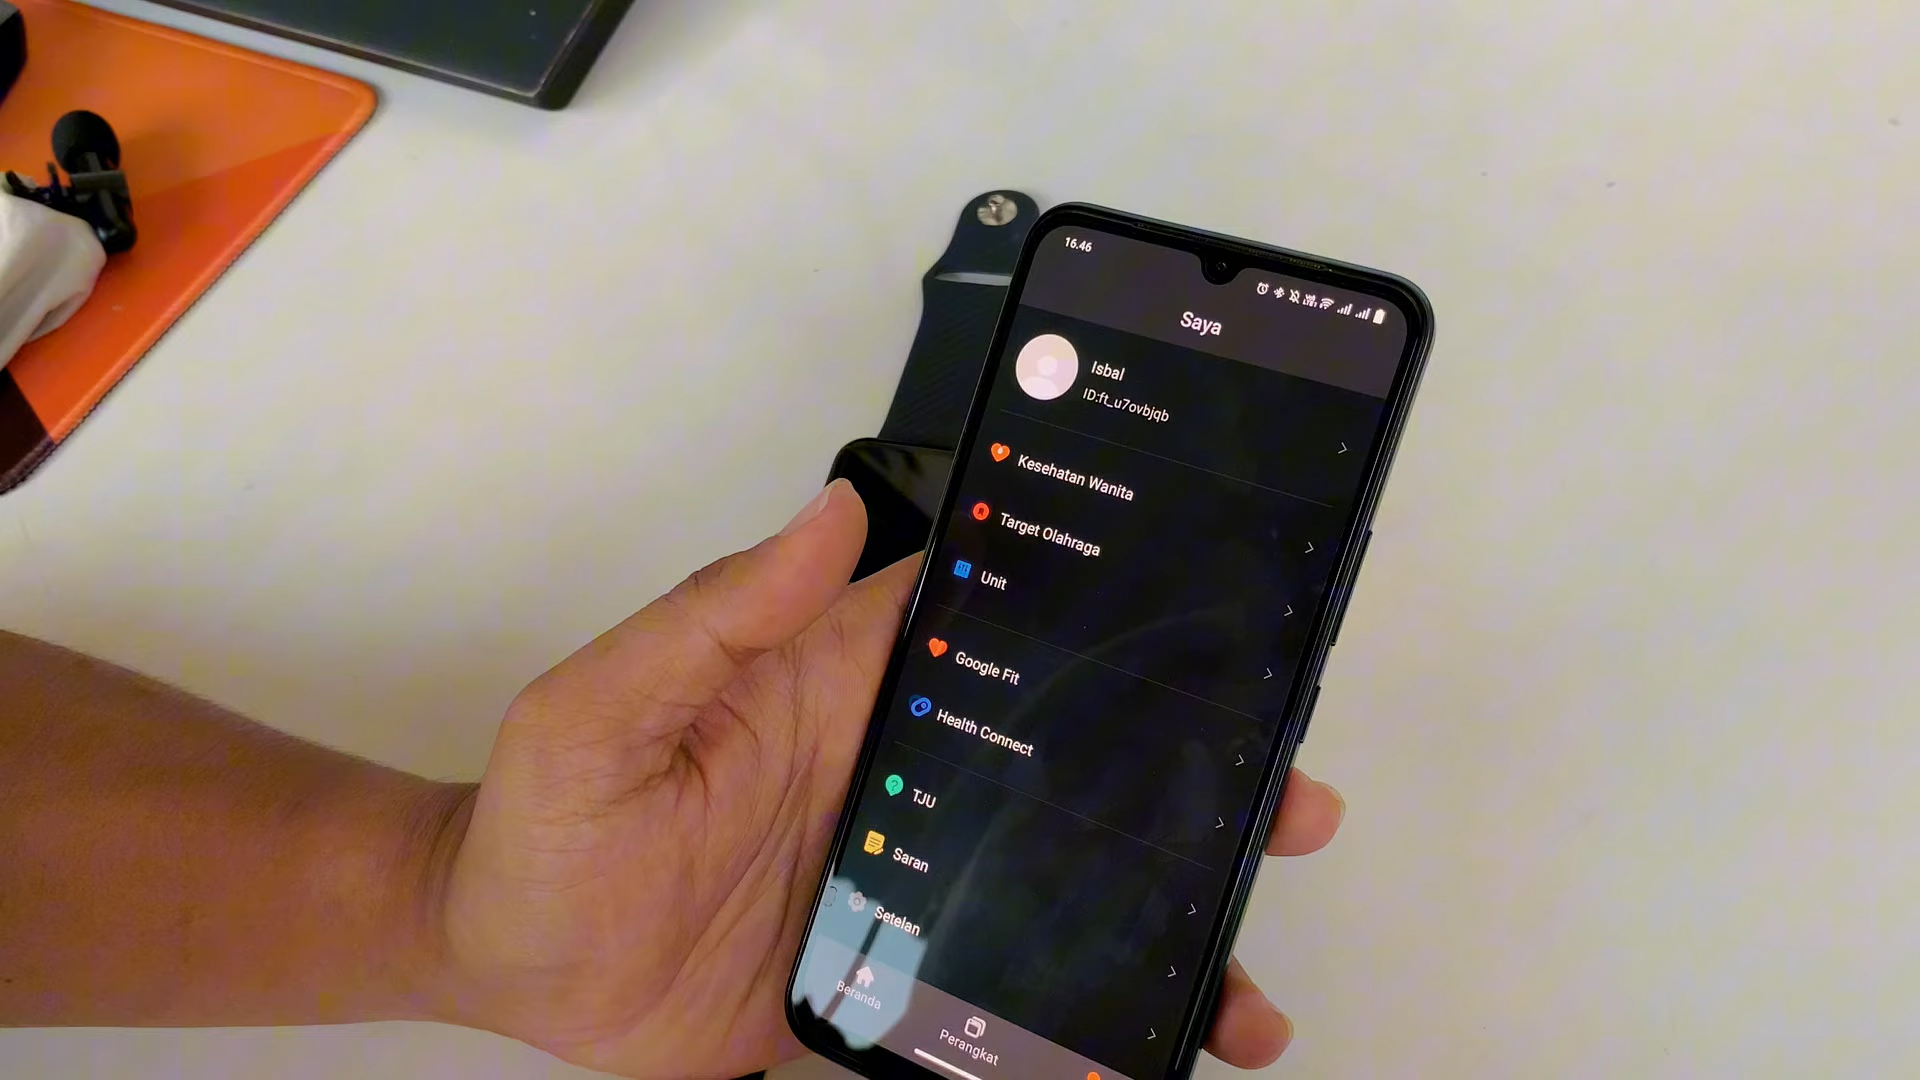 16.46
Saya
Isbal
ID:ft_u7ovbjqb
Kesehatan Wanita
Target Olahraga
Unit
Google Fit
Health Connect
TJU
Saran
Setelan
Beranda
Perangkat